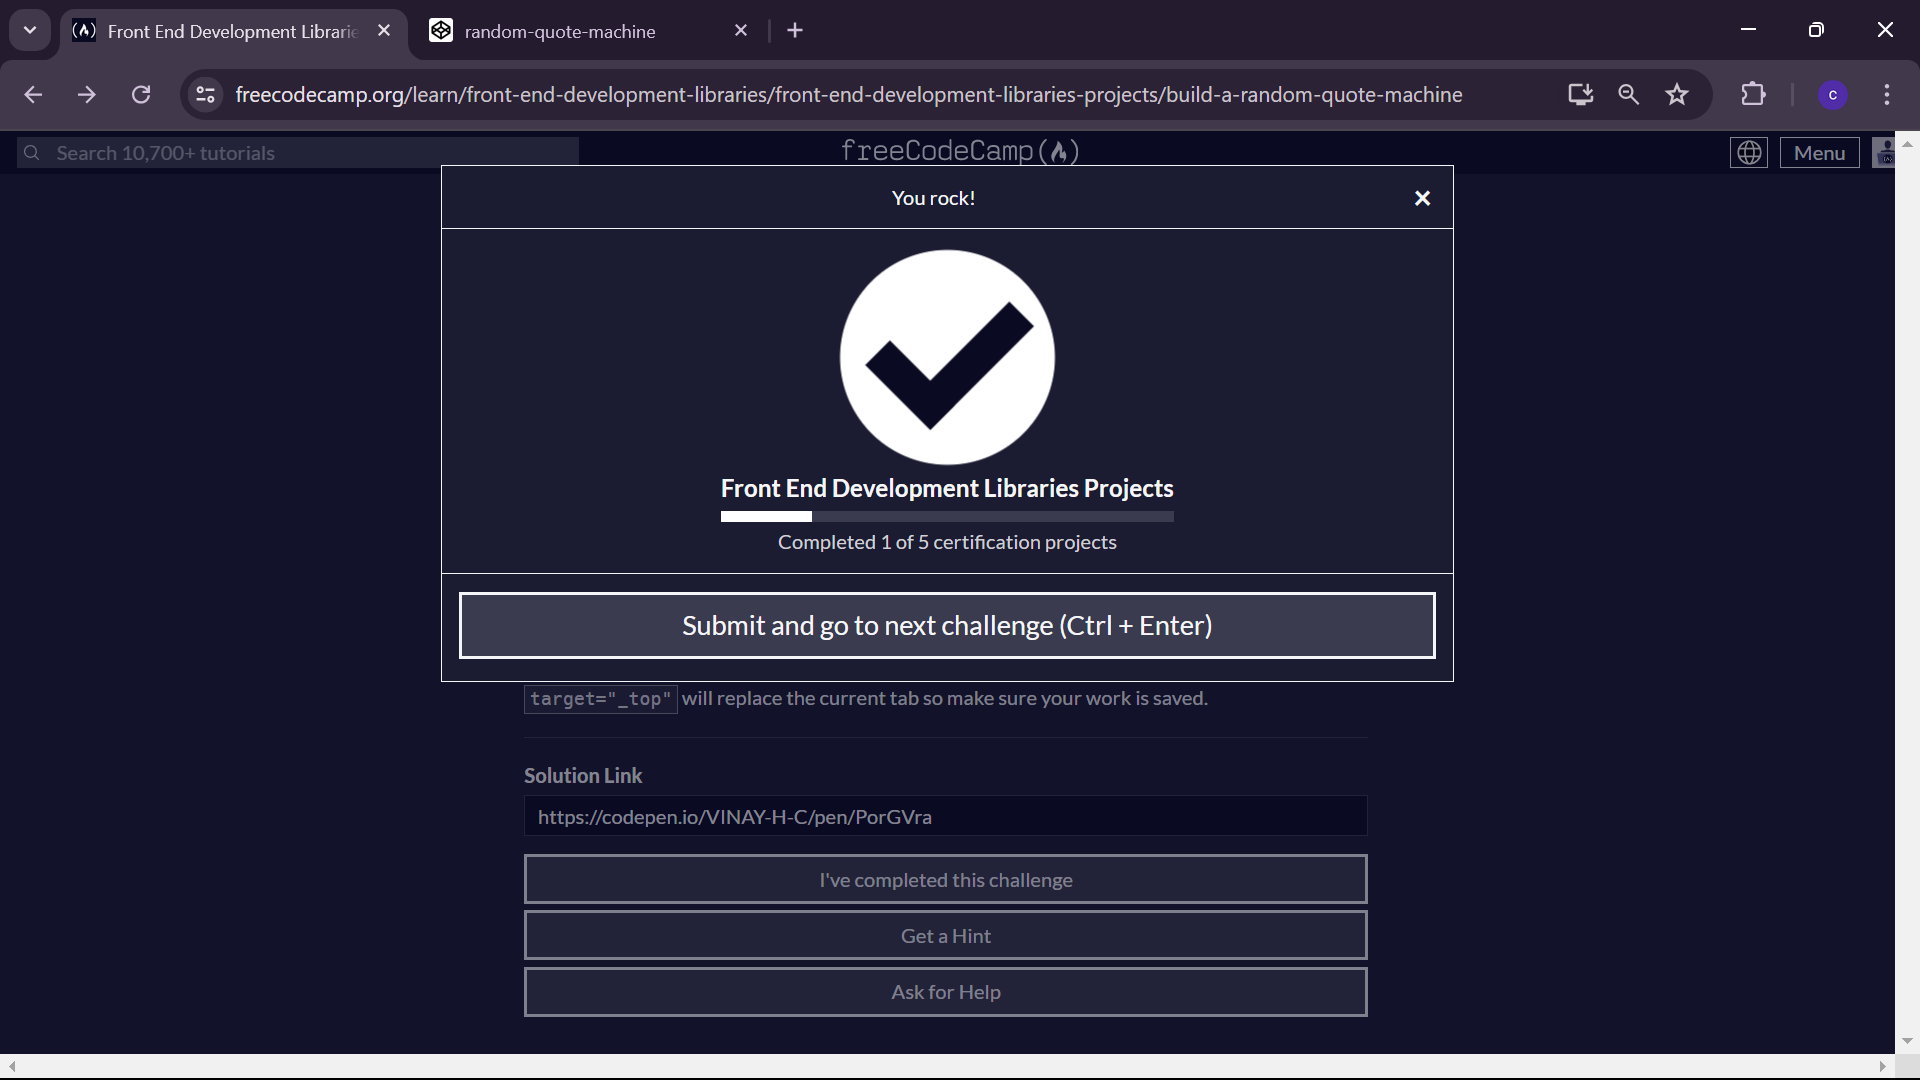 Front End Development Librarie
random-quote-machine
freecodecamp.org/learn/front-end-development-libraries/front-end-development-libraries-projects/build-a-random-quote-machine
c
Search 10,700+ tutorials
freeCodeCamp(🔥)
Menu
You rock!
Front End Development Libraries Projects
Completed 1 of 5 certification projects
Submit and go to next challenge (Ctrl + Enter)
target="_top" will replace the current tab so make sure your work is saved.
Solution Link
https://codepen.io/VINAY-H-C/pen/PorGVra
I've completed this challenge
Get a Hint
Ask for Help